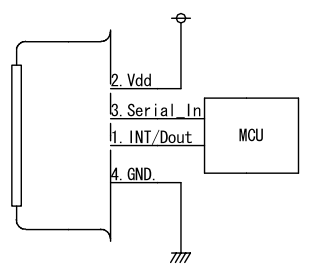 2. Vdd
3. Serial_In
1. INT/Dout
MCU
4. GND.